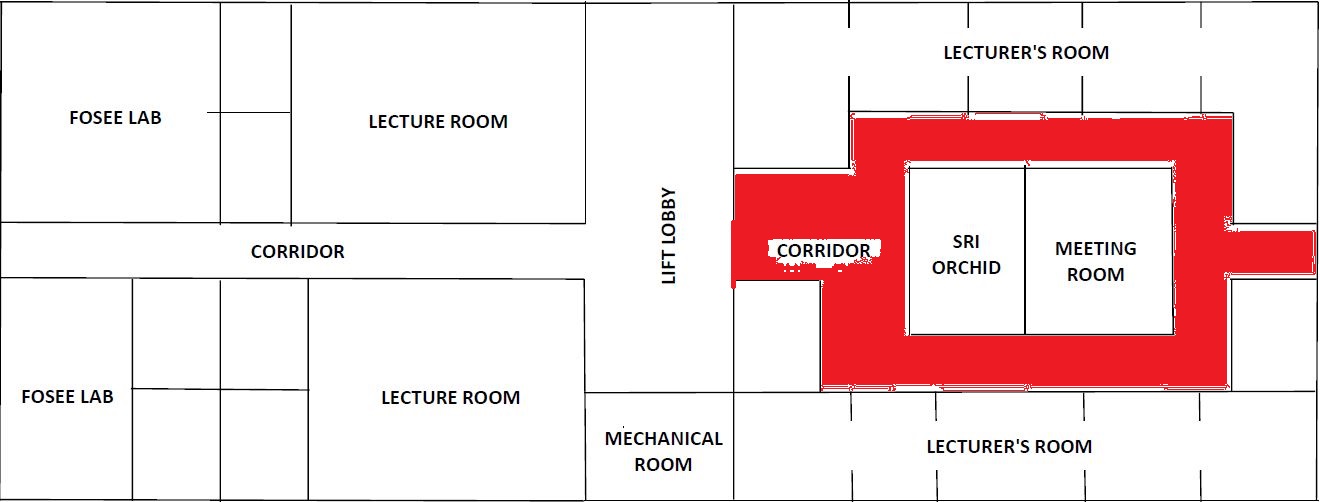 LECTURER'S ROOM
FOSEE LAB
LECTURE ROOM
LIFT LOBBY
CORRIDOR
CORRIDOR
SRI
ORCHID
MEETING
ROOM
FOSEE LAB
LECTURE ROOM
MECHANICAL
ROOM
LECTURER'S ROOM